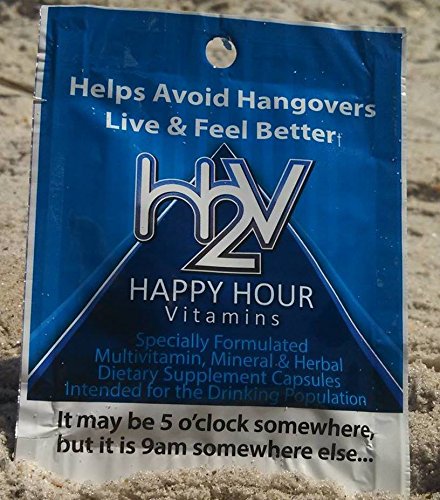 Helps Avoid Hangovers
Live & Feel Better†
HH2V
HAPPY HOUR
Vitamins
Specially Formulated
Multivitamin, Mineral & Herbal
Dietary Supplement Capsules
Intended for the Drinking Population
It may be 5 o'clock somewhere,
but it is 9am somewhere else...